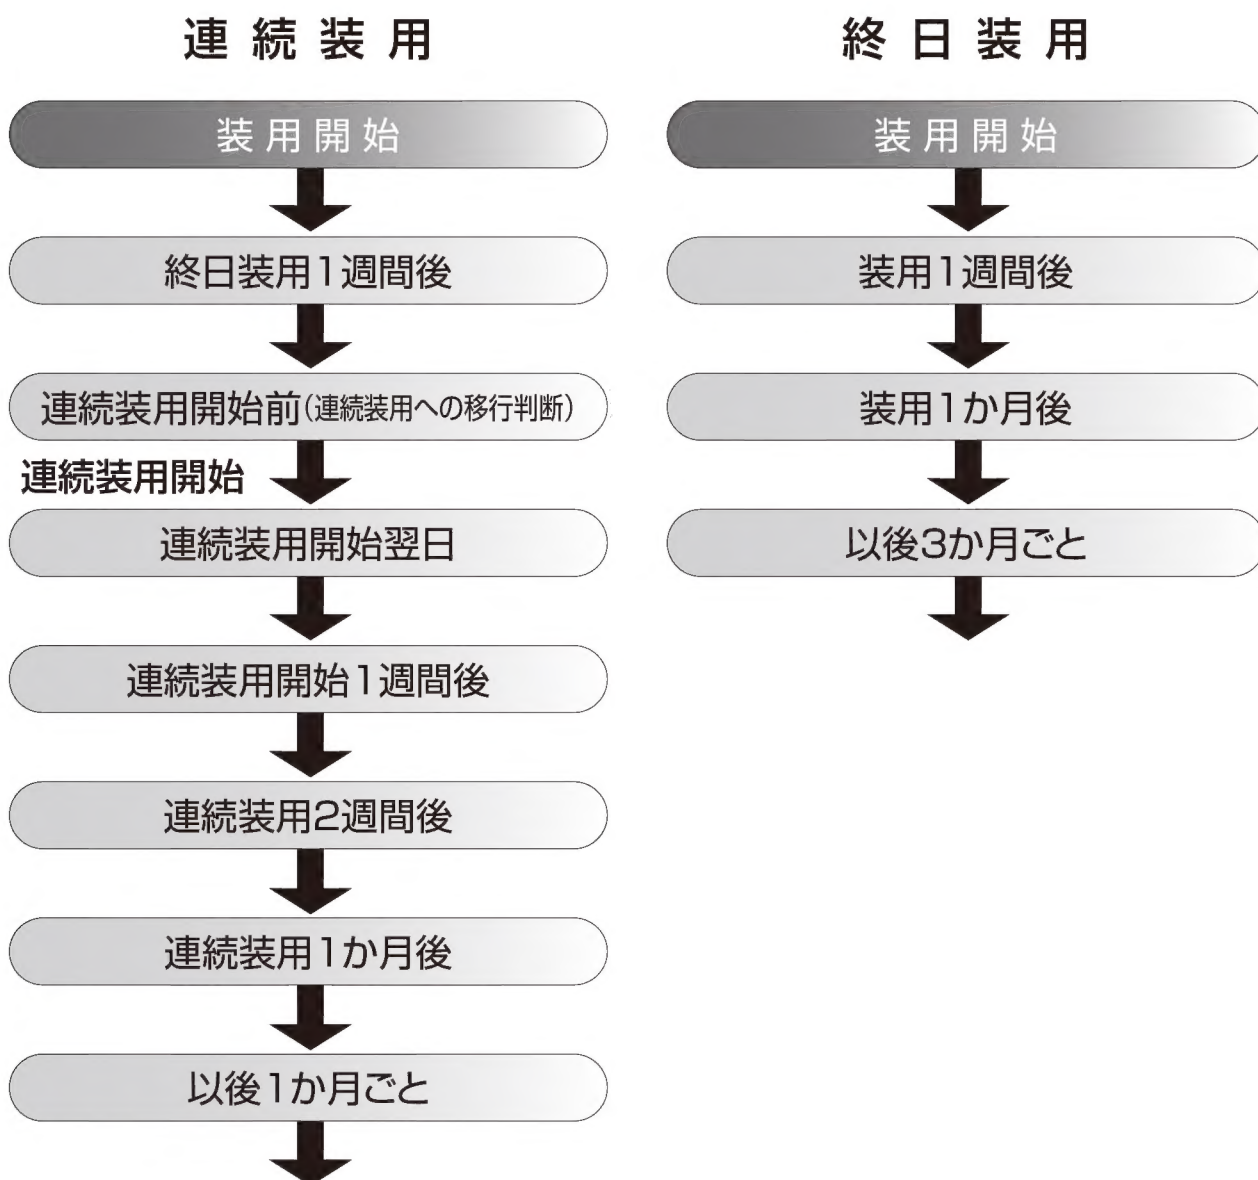 連続装用
装用開始
終日装用1週間後
連続装用開始前(連続装用への移行判断)
連続装用開始
連続装用開始翌日
連続装用開始1週間後
連続装用2週間後
連続装用1か月後
以後1か月ごと
終日装用
装用開始
装用1週間後
装用1か月後
以後3か月ごと